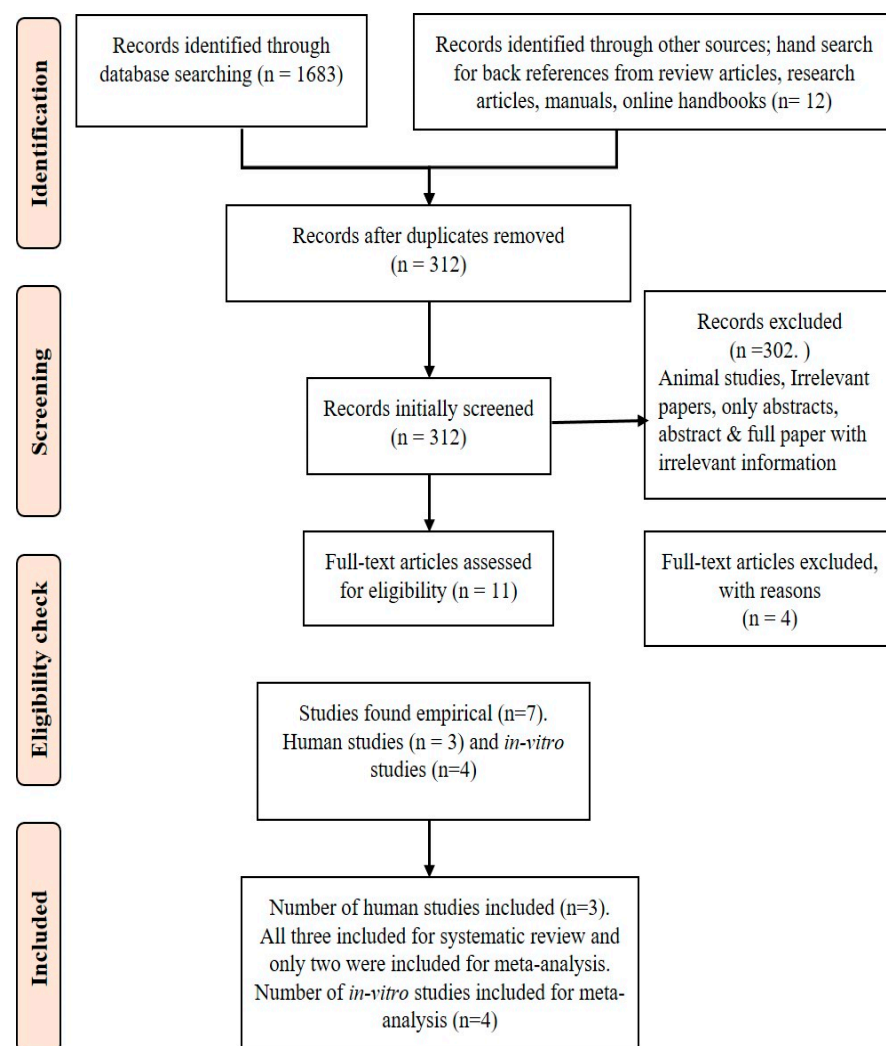 Identification
Records identified through
database searching (n = 1683)
Records identified through other sources; hand search
for back references from review articles, research
articles, manuals, online handbooks (n= 12)
Records after duplicates removed
(n = 312)
Screening
Records initially screened
(n = 312)
Records excluded
(n =302. )
Animal studies, Irrelevant
papers, only abstracts,
abstract & full paper with
irrelevant information
Eligibility check
Full-text articles assessed
for eligibility (n = 11)
Full-text articles excluded,
with reasons
(n = 4)
Studies found empirical (n=7).
Human studies (n = 3) and in-vitro
studies (n=4)
Included
Number of human studies included (n=3).
All three included for systematic review and
only two were included for meta-analysis.
Number of in-vitro studies included for meta-
analysis (n=4)